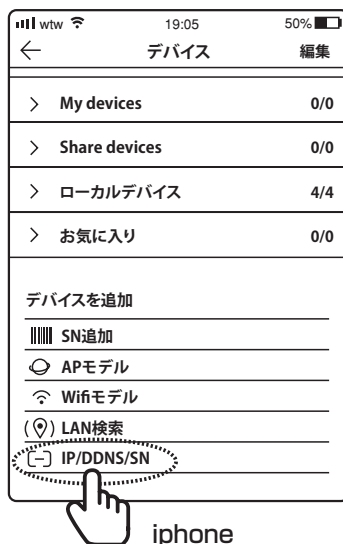 wtw 19:05 50%
デバイス 編集
My devices 0/0
Share devices 0/0
ローカルデバイス 4/4
お気に入り 0/0
デバイスを追加
SN追加
APモデル
Wifiモデル
LAN検索
IP/DDNS/SN
iphone